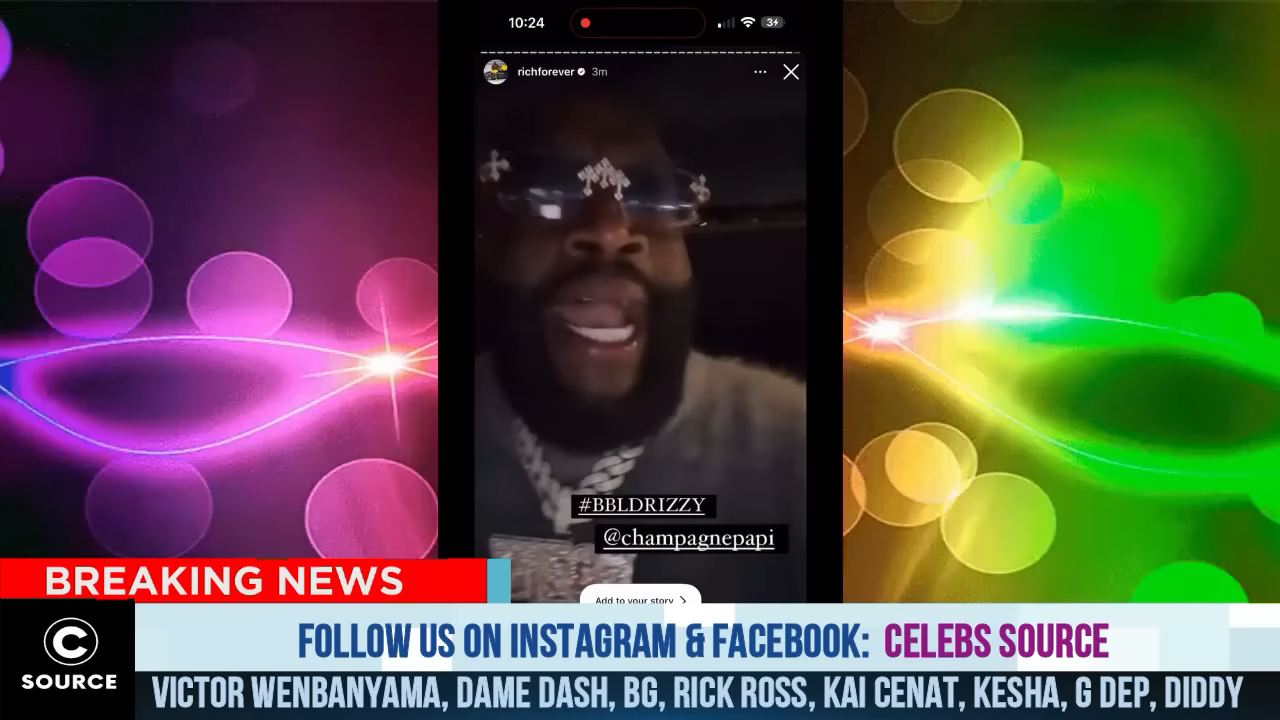 10:24
3
richforever 3m
#BBLDRIZZY
@champagnepapi
Add to your story
BREAKING NEWS
FOLLOW US ON INSTAGRAM & FACEBOOK: CELEBS SOURCE
C
SOURCE
VICTOR WENBANYAMA, DAME DASH, BG, RICK ROSS, KAI CENAT, KESHA, G DEP, DIDDY